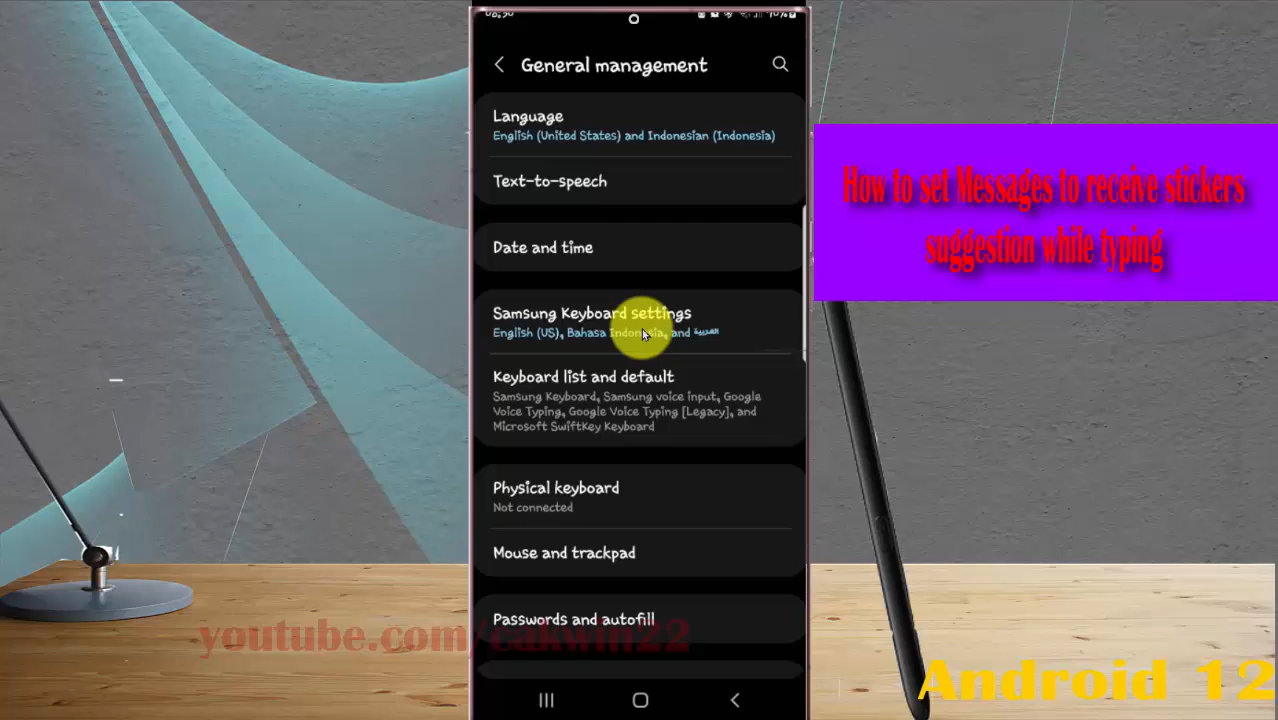 General management
Language
English (United States) and Indonesian (Indonesia)
Text-to-speech
Date and time
Samsung Keyboard settings
English (US), Bahasa Indonesia, and العربية
Keyboard list and default
Samsung Keyboard, Samsung voice input, Google
Voice Typing, Google Voice Typing [Legacy], and
Microsoft SwiftKey Keyboard
Physical keyboard
Not connected
Mouse and trackpad
Passwords and autofill
How to set Messages to receive stickers
suggestion while typing
youtube.com/cakwin22
Android 12